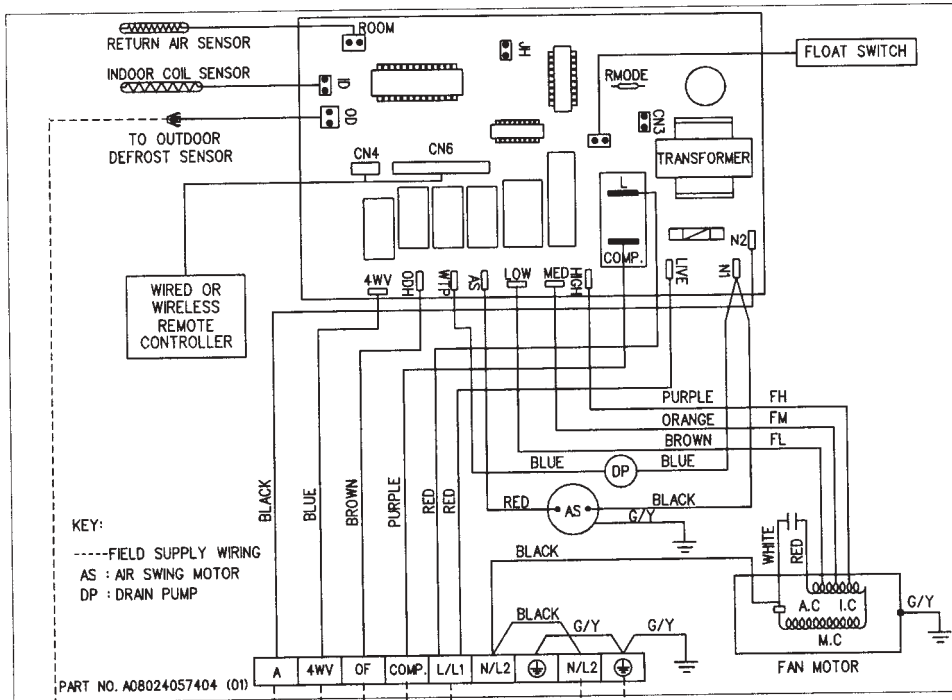 RETURN AIR SENSOR
ROOM
JH
FLOAT SWITCH
INDOOR COIL SENSOR
ID
RMODE
OD
CN3
TO OUTDOOR
DEFROST SENSOR
CN4
CN6
TRANSFORMER
L
COMP.
N2
4WV
ODH
WTP
AS
LOW
MED
HIGH
LIVE
N1
WIRED OR
WIRELESS
REMOTE
CONTROLLER
PURPLE FH
ORANGE FM
BROWN FL
BLUE
DP
BLUE
BLACK
BLUE
BROWN
PURPLE
RED
RED
RED
AS
BLACK
G/Y
KEY:
-----FIELD SUPPLY WIRING
AS : AIR SWING MOTOR
DP : DRAIN PUMP
BLACK
WHITE
RED
A.C
I.C
M.C
G/Y
FAN MOTOR
BLACK
G/Y
G/Y
PART NO. A08024057404 (01)
A
4WV
OF
COMP.
L/L1
N/L2
N/L2